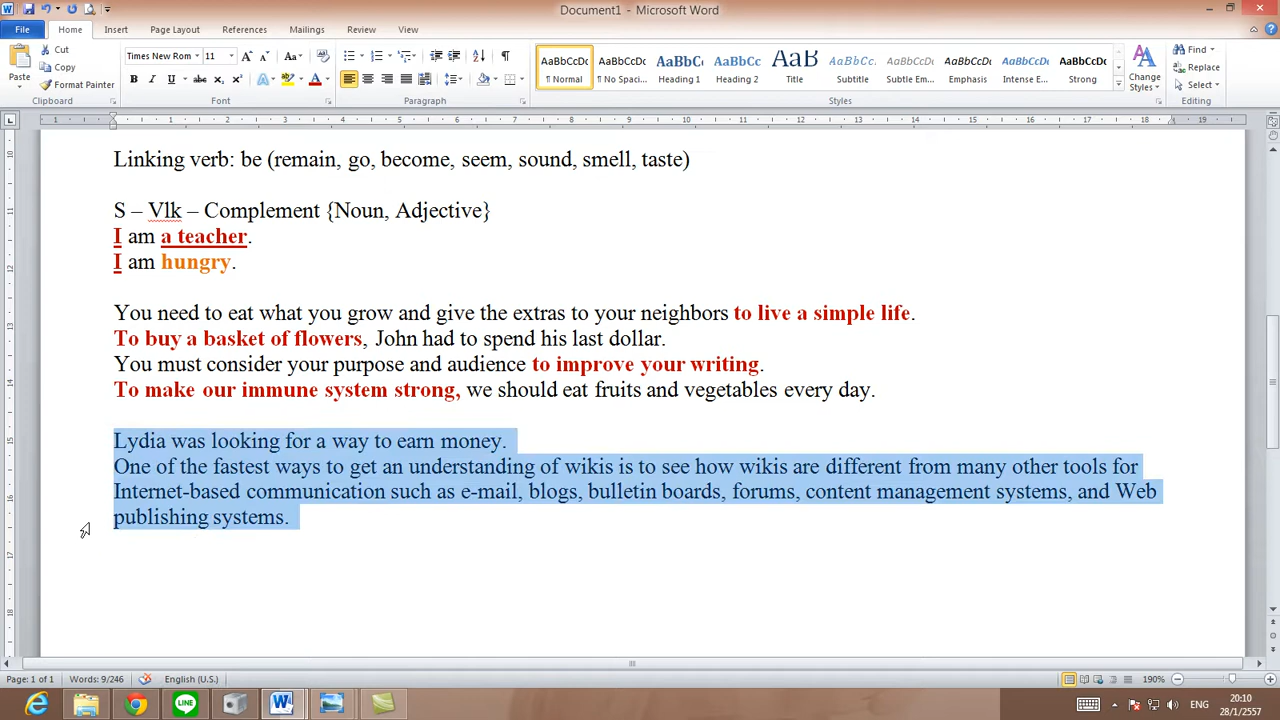 Document1 - Microsoft Word
File Home Insert Page Layout References Mailings Review View
Paste Cut Copy Format Painter Clipboard
Times New Rom 11 Font
Paragraph
AaBbCcDc ¶ Normal AaBbCcDc ¶ No Spaci... AaBbCc Heading 1 AaBbCc Heading 2 AaB Title AaBbCc. Subtitle AaBbCcDc Subtle Em... AaBbCcDc Emphasis AaBbCcDc Intense E... AaBbCcDc Strong Change Styles Styles
Find Replace Select Editing
Linking verb: be (remain, go, become, seem, sound, smell, taste)
S – Vlk – Complement {Noun, Adjective}
I am a teacher.
I am hungry.
You need to eat what you grow and give the extras to your neighbors to live a simple life.
To buy a basket of flowers, John had to spend his last dollar.
You must consider your purpose and audience to improve your writing.
To make our immune system strong, we should eat fruits and vegetables every day.
Lydia was looking for a way to earn money.
One of the fastest ways to get an understanding of wikis is to see how wikis are different from many other tools for
Internet-based communication such as e-mail, blogs, bulletin boards, forums, content management systems, and Web
publishing systems.
Page: 1 of 1 Words: 9/246 English (U.S.) 190%
LINE
20:10
28/1/2557